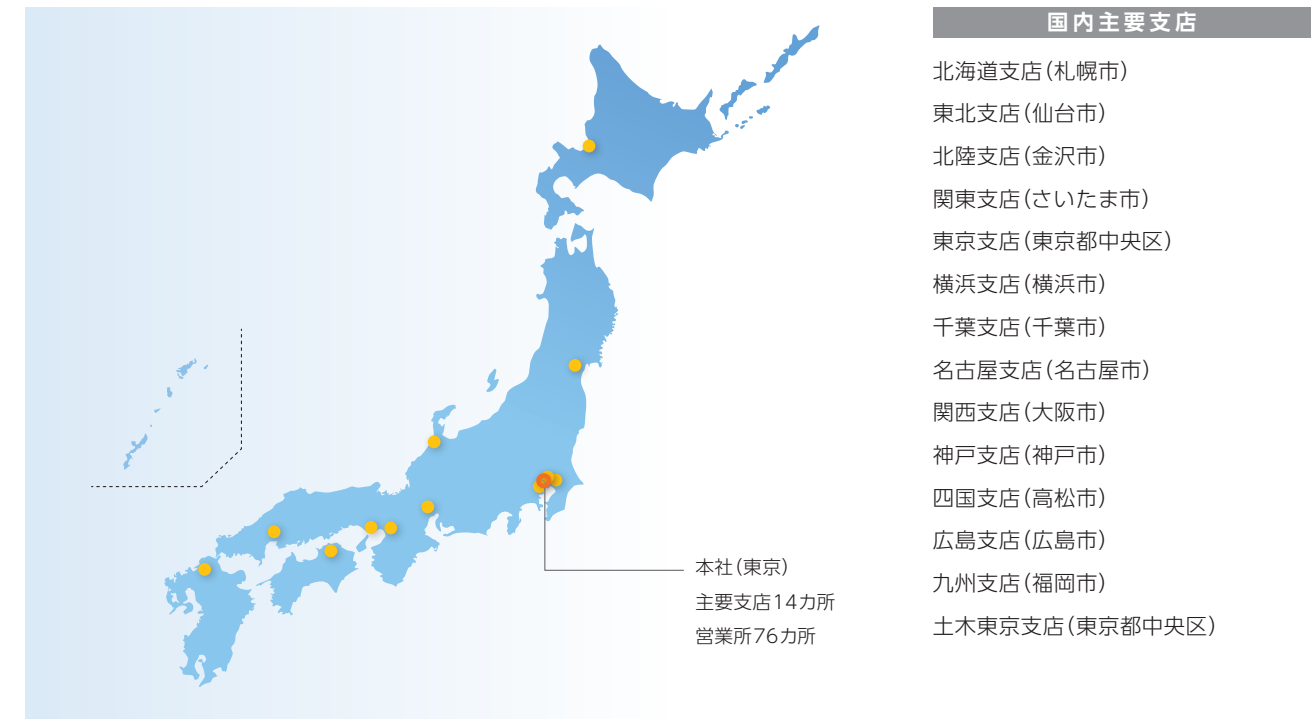 国内主要支店
北海道支店(札幌市)
東北支店(仙台市)
北陸支店(金沢市)
関東支店(さいたま市)
東京支店(東京都中央区)
横浜支店(横浜市)
千葉支店(千葉市)
名古屋支店(名古屋市)
関西支店(大阪市)
神戸支店(神戸市)
四国支店(高松市)
広島支店(広島市)
九州支店(福岡市)
土木東京支店(東京都中央区)
本社(東京)
主要支店14カ所
営業所76カ所